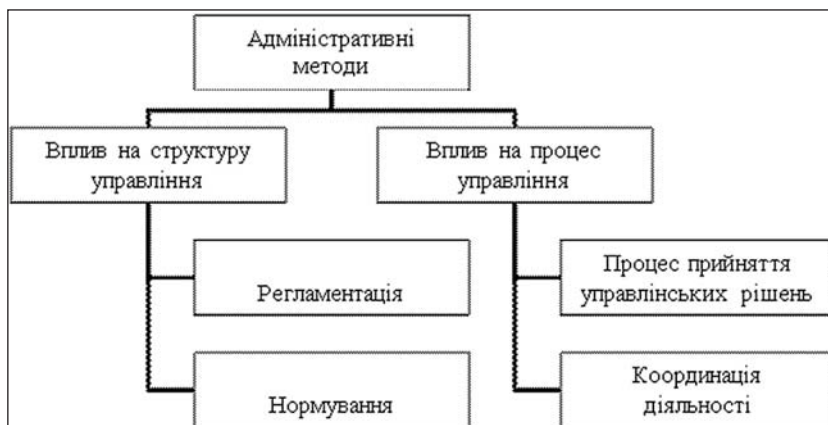 Адміністративні
методи
Вплив на структуру
управління
Вплив на процес
управління
Регламентація
Процес прийняття
управлінських рішень
Нормування
Координація
діяльності